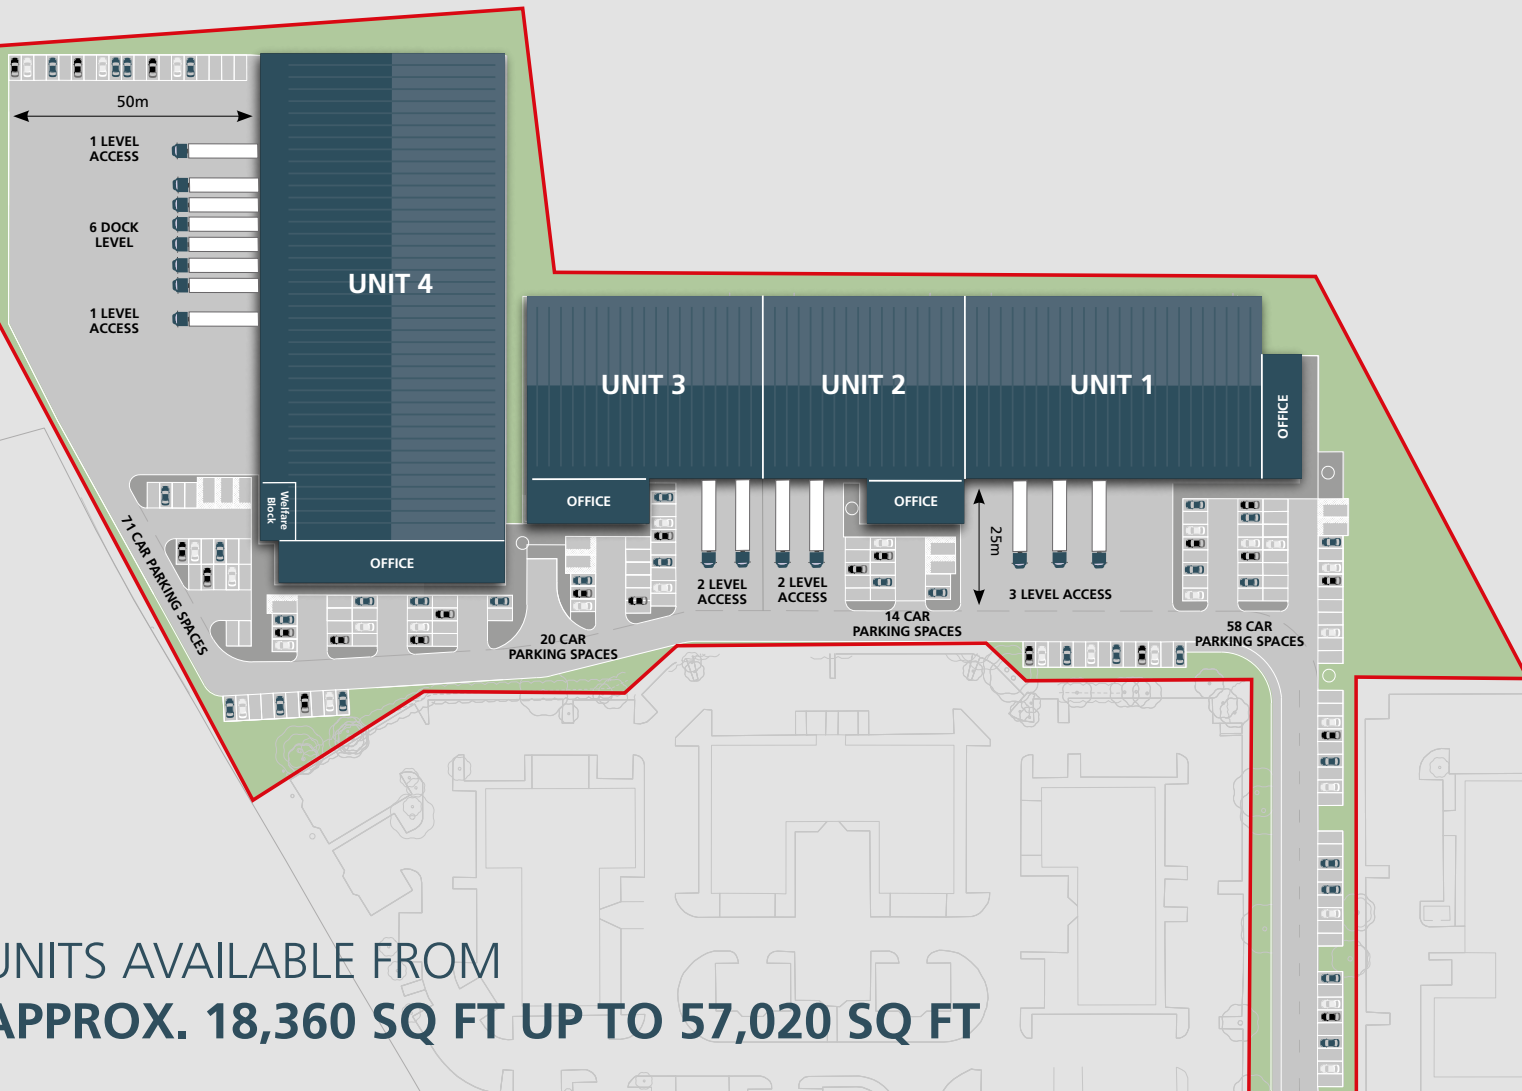 50m
1 LEVEL
ACCESS
6 DOCK
LEVEL
1 LEVEL
ACCESS
UNIT 4
UNIT 3
UNIT 2
UNIT 1
OFFICE
Welfare
Block
OFFICE
OFFICE
OFFICE
25m
71 CAR PARKING SPACES
2 LEVEL
ACCESS
2 LEVEL
ACCESS
3 LEVEL ACCESS
20 CAR
PARKING SPACES
14 CAR
PARKING SPACES
58 CAR
PARKING SPACES
UNITS AVAILABLE FROM
APPROX. 18,360 SQ FT UP TO 57,020 SQ FT